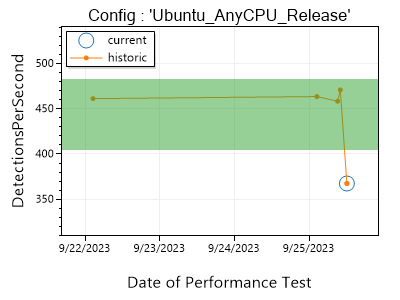 Config : 'Ubuntu_AnyCPU_Release'
current
historic
DetectionsPerSecond
500
450
400
350
9/22/2023
9/23/2023
9/24/2023
9/25/2023
Date of Performance Test